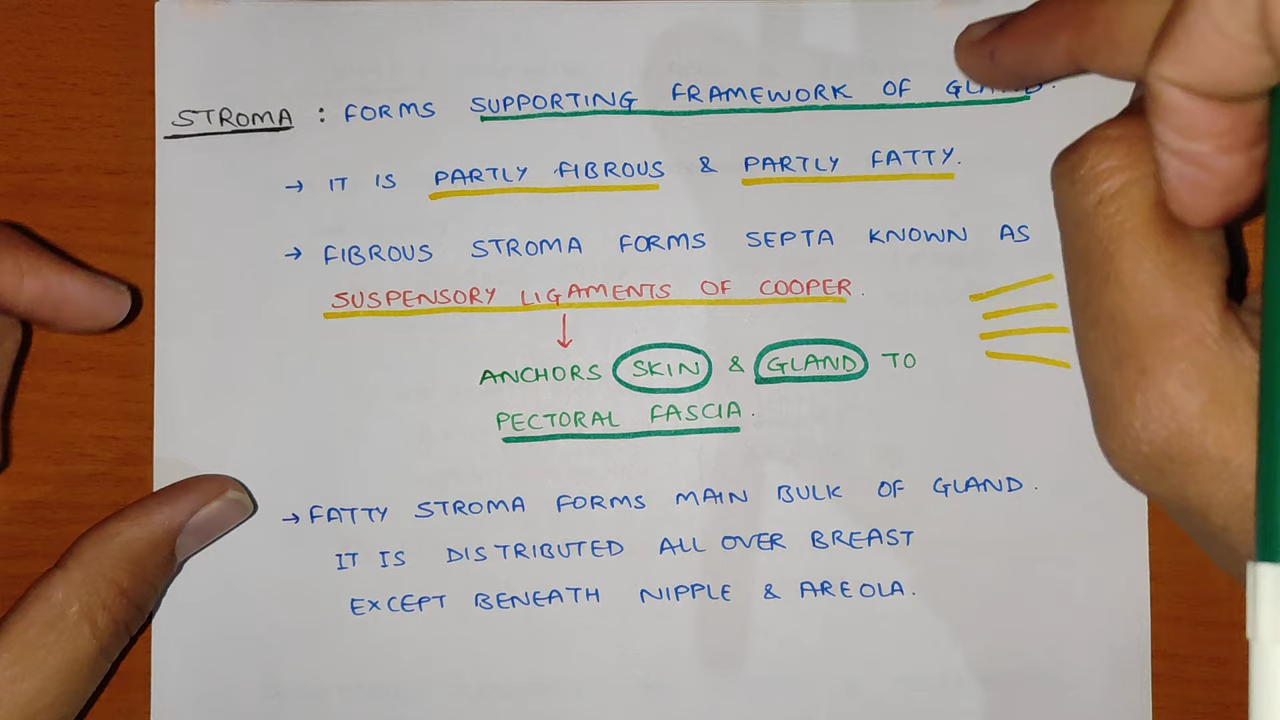 STROMA : FORMS SUPPORTING FRAMEWORK OF GLAND.
→ IT IS PARTLY FIBROUS & PARTLY FATTY.
→ FIBROUS STROMA FORMS SEPTA KNOWN AS
SUSPENSORY LIGAMENTS OF COOPER.
↓
ANCHORS SKIN & GLAND TO
PECTORAL FASCIA.
→ FATTY STROMA FORMS MAIN BULK OF GLAND.
IT IS DISTRIBUTED ALL OVER BREAST
EXCEPT BENEATH NIPPLE & AREOLA.